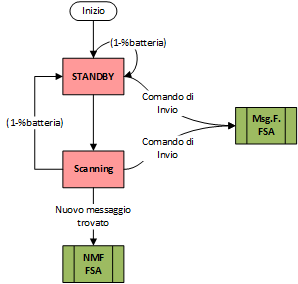 Inizio
(1-%batteria)
STANDBY
Comando di
Invio
Msg.F.
FSA
(1-%batteria)
Comando di
Invio
Scanning
Nuovo messaggio
trovato
NMF
FSA